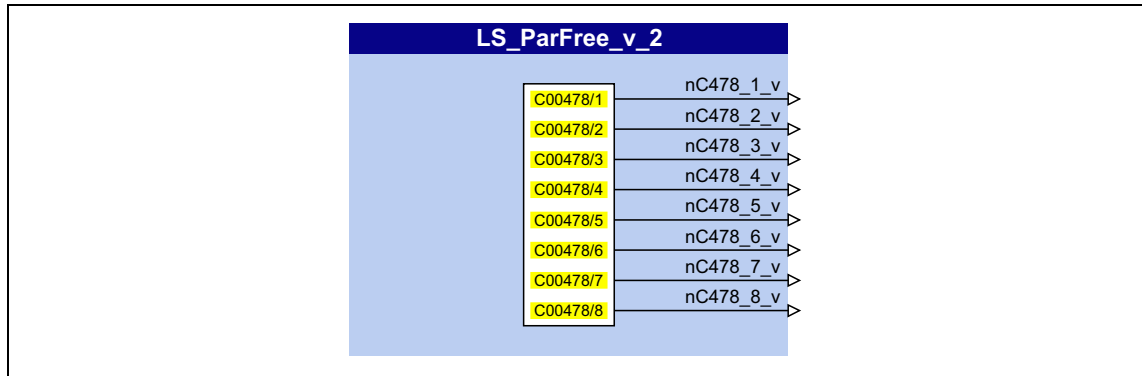 LS_ParFree_v_2
C00478/1 nC478_1_v
C00478/2 nC478_2_v
C00478/3 nC478_3_v
C00478/4 nC478_4_v
C00478/5 nC478_5_v
C00478/6 nC478_6_v
C00478/7 nC478_7_v
C00478/8 nC478_8_v